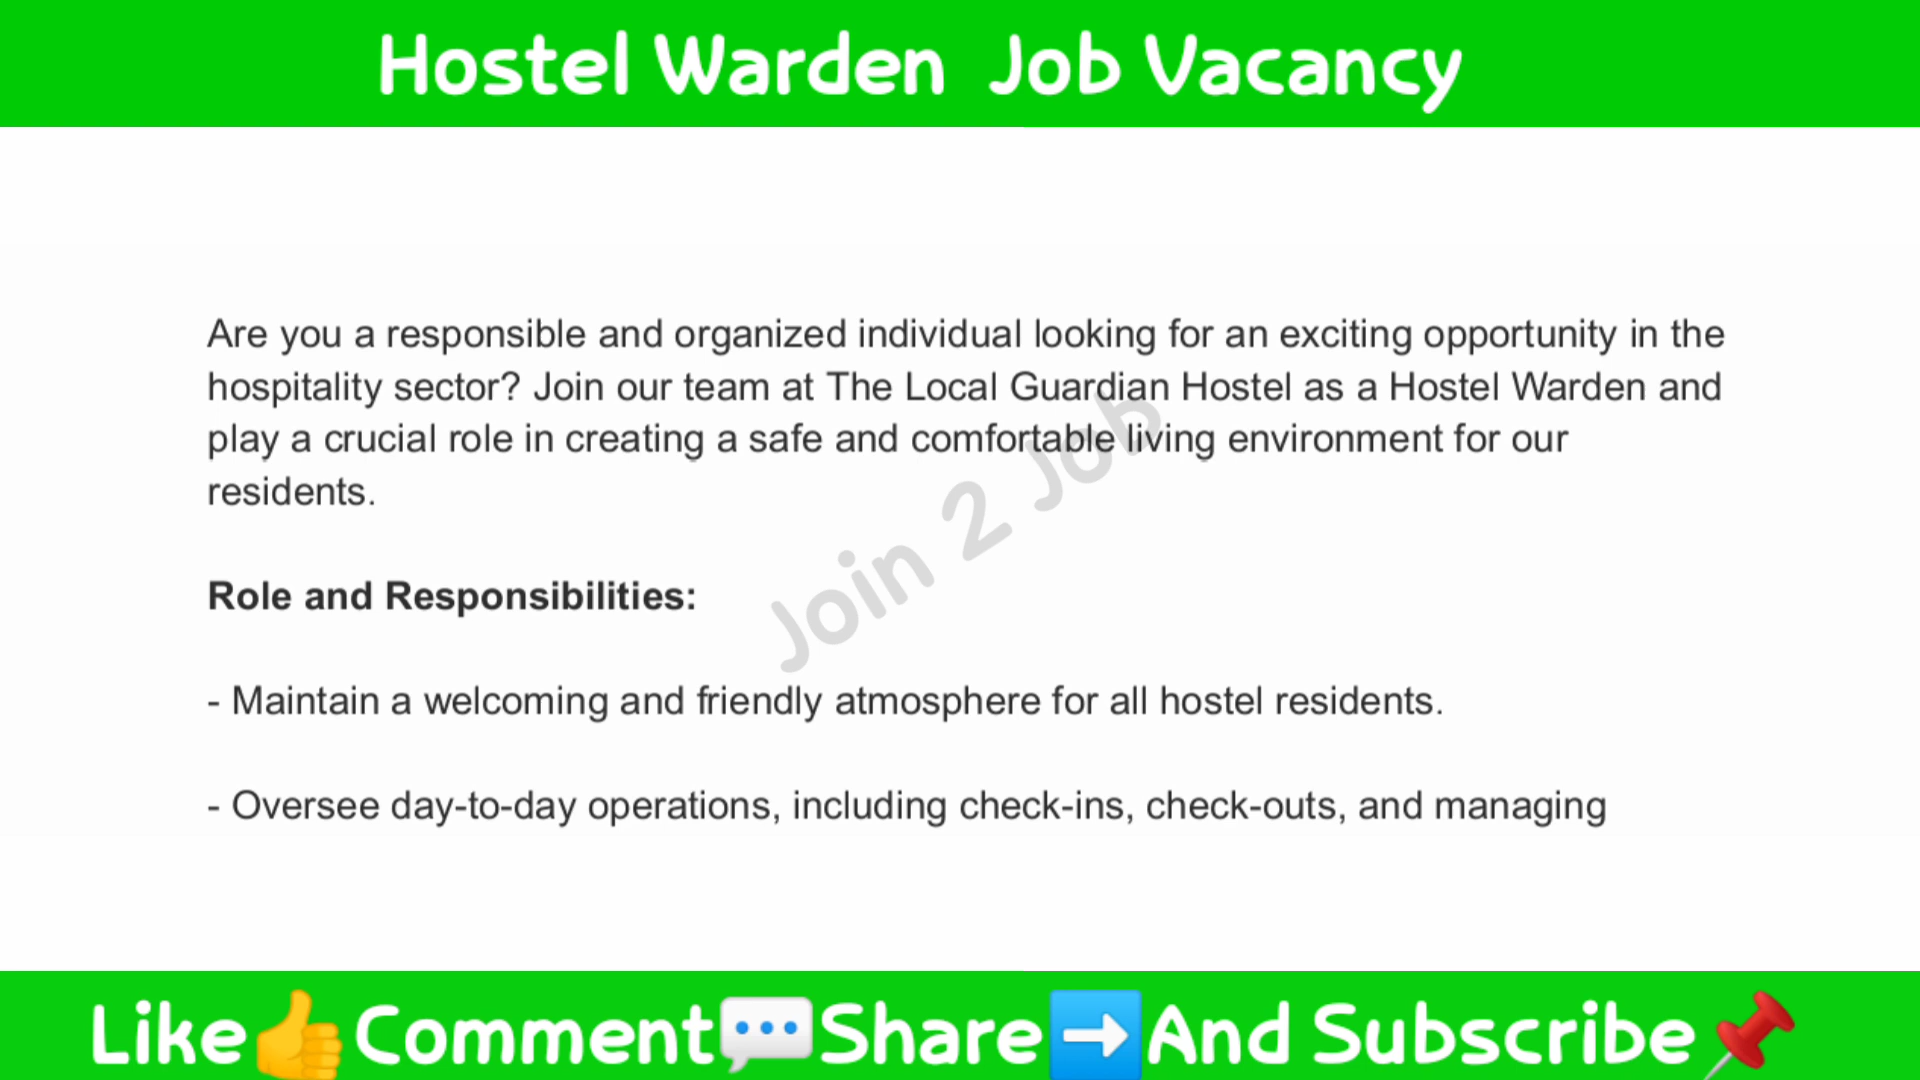 Hostel Warden Job Vacancy
Are you a responsible and organized individual looking for an exciting opportunity in the
hospitality sector? Join our team at The Local Guardian Hostel as a Hostel Warden and
play a crucial role in creating a safe and comfortable living environment for our
residents.
Join 2 Job
Role and Responsibilities:
- Maintain a welcoming and friendly atmosphere for all hostel residents.
- Oversee day-to-day operations, including check-ins, check-outs, and managing
Like👍Comment💬Share➡️And Subscribe📌